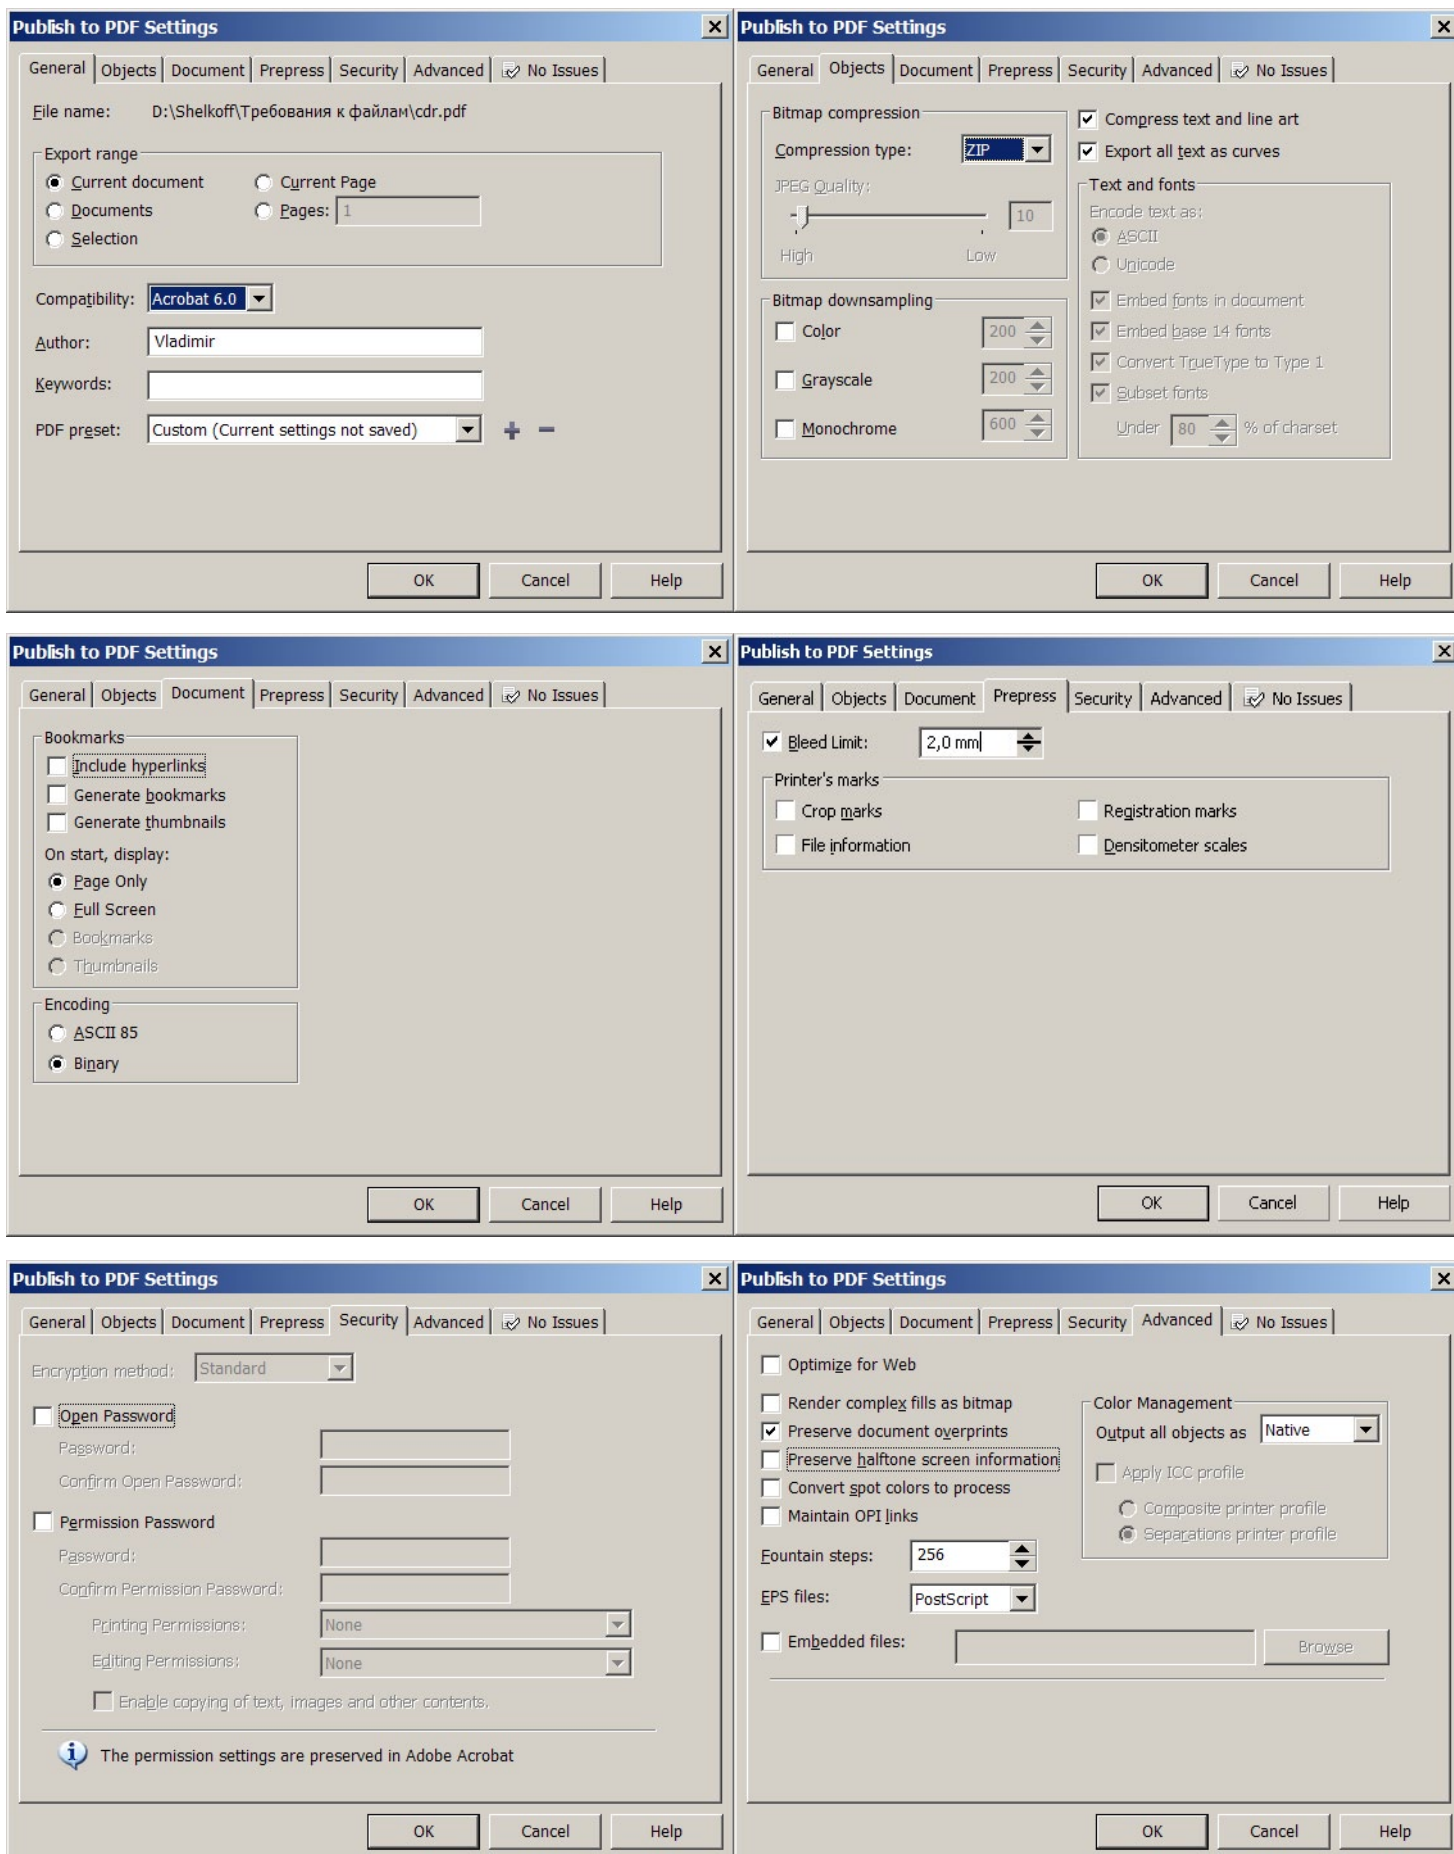 Publish to PDF Settings
General Objects Document Prepress Security Advanced No Issues
File name: D:\Shelkoff\Требования к файлам\cdr.pdf
Export range
Current document Current Page
Documents Pages: 1
Selection
Compatibility: Acrobat 6.0
Author: Vladimir
Keywords:
PDF preset: Custom (Current settings not saved)
OK Cancel Help
Publish to PDF Settings
General Objects Document Prepress Security Advanced No Issues
Bitmap compression
Compression type: ZIP
JPEG Quality:
10
High Low
Bitmap downsampling
Color 200
Grayscale 200
Monochrome 600
Compress text and line art
Export all text as curves
Text and fonts
Encode text as:
ASCII
Unicode
Embed fonts in document
Embed base 14 fonts
Convert TrueType to Type 1
Subset fonts
Under 80 % of charset
OK Cancel Help
Publish to PDF Settings
General Objects Document Prepress Security Advanced No Issues
Bookmarks
Include hyperlinks
Generate bookmarks
Generate thumbnails
On start, display:
Page Only
Full Screen
Bookmarks
Thumbnails
Encoding
ASCII 85
Binary
OK Cancel Help
Publish to PDF Settings
General Objects Document Prepress Security Advanced No Issues
Bleed Limit: 2,0 mm
Printer's marks
Crop marks Registration marks
File information Densitometer scales
OK Cancel Help
Publish to PDF Settings
General Objects Document Prepress Security Advanced No Issues
Encryption method: Standard
Open Password
Password:
Confirm Open Password:
Permission Password
Password:
Confirm Permission Password:
Printing Permissions: None
Editing Permissions: None
Enable copying of text, images and other contents.
The permission settings are preserved in Adobe Acrobat
OK Cancel Help
Publish to PDF Settings
General Objects Document Prepress Security Advanced No Issues
Optimize for Web
Render complex fills as bitmap
Preserve document overprints
Preserve halftone screen information
Convert spot colors to process
Maintain OPI links
Fountain steps: 256
EPS files: PostScript
Color Management
Output all objects as Native
Apply ICC profile
Composite printer profile
Separations printer profile
Embedded files: Browse
OK Cancel Help